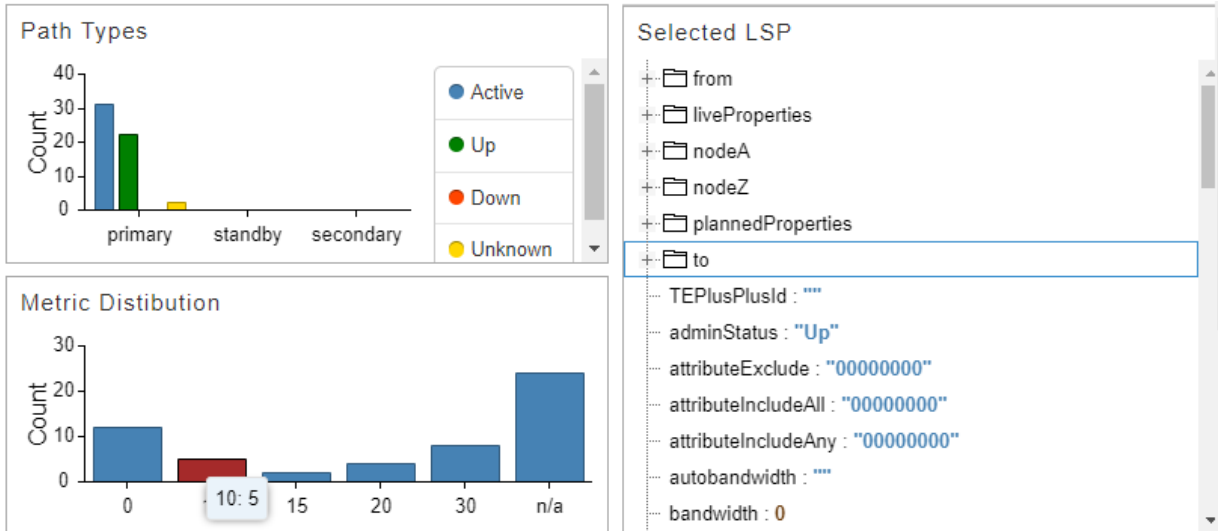 Path Types
40
30
20
10
0
Count
primary standby secondary
Active
Up
Down
Unknown
Metric Distibution
30
20
10
0
Count
0 15 20 30 n/a
10: 5
Selected LSP
from
liveProperties
nodeA
nodeZ
plannedProperties
to
TEPlusPlusId : ""
adminStatus : "Up"
attributeExclude : "00000000"
attributeIncludeAll : "00000000"
attributeIncludeAny : "00000000"
autobandwidth : ""
bandwidth : 0